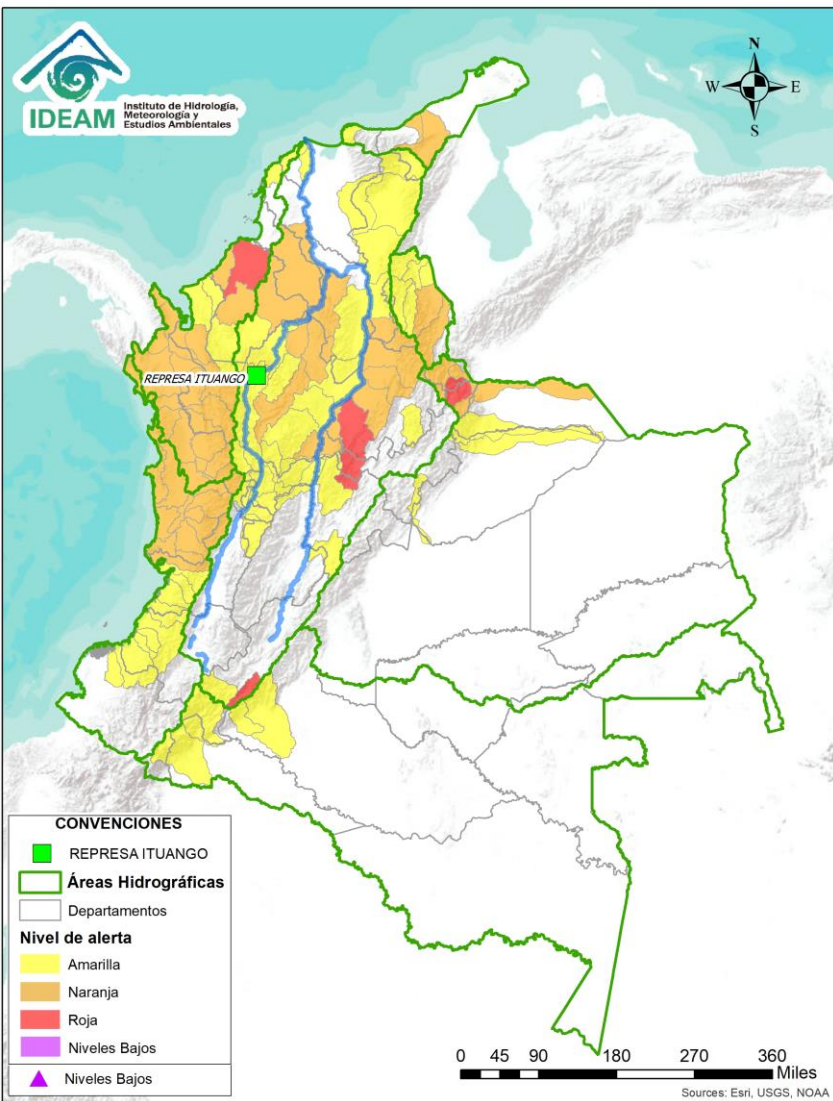 IDEAM
Instituto de Hidrología,
Meteorología y
Estudios Ambientales
N
W
E
S
REPRESA ITUANGO
CONVENCIONES
REPRESA ITUANGO
Áreas Hidrográficas
Departamentos
Nivel de alerta
Amarilla
Naranja
Roja
Niveles Bajos
Niveles Bajos
0 45 90 180 270 360
Miles
Sources: Esri, USGS, NOAA